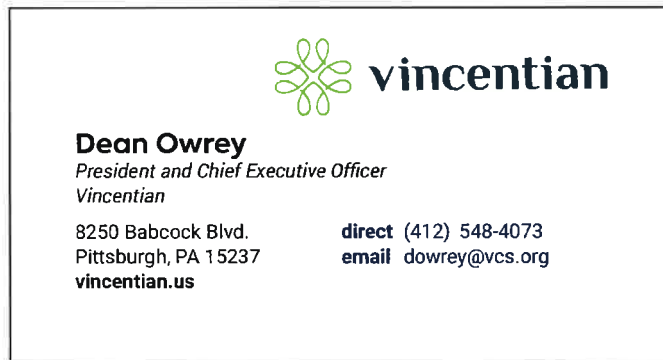 vincentian
Dean Owrey
President and Chief Executive Officer
Vincentian
8250 Babcock Blvd.
Pittsburgh, PA 15237
vincentian.us
direct (412) 548-4073
email dowrey@vcs.org